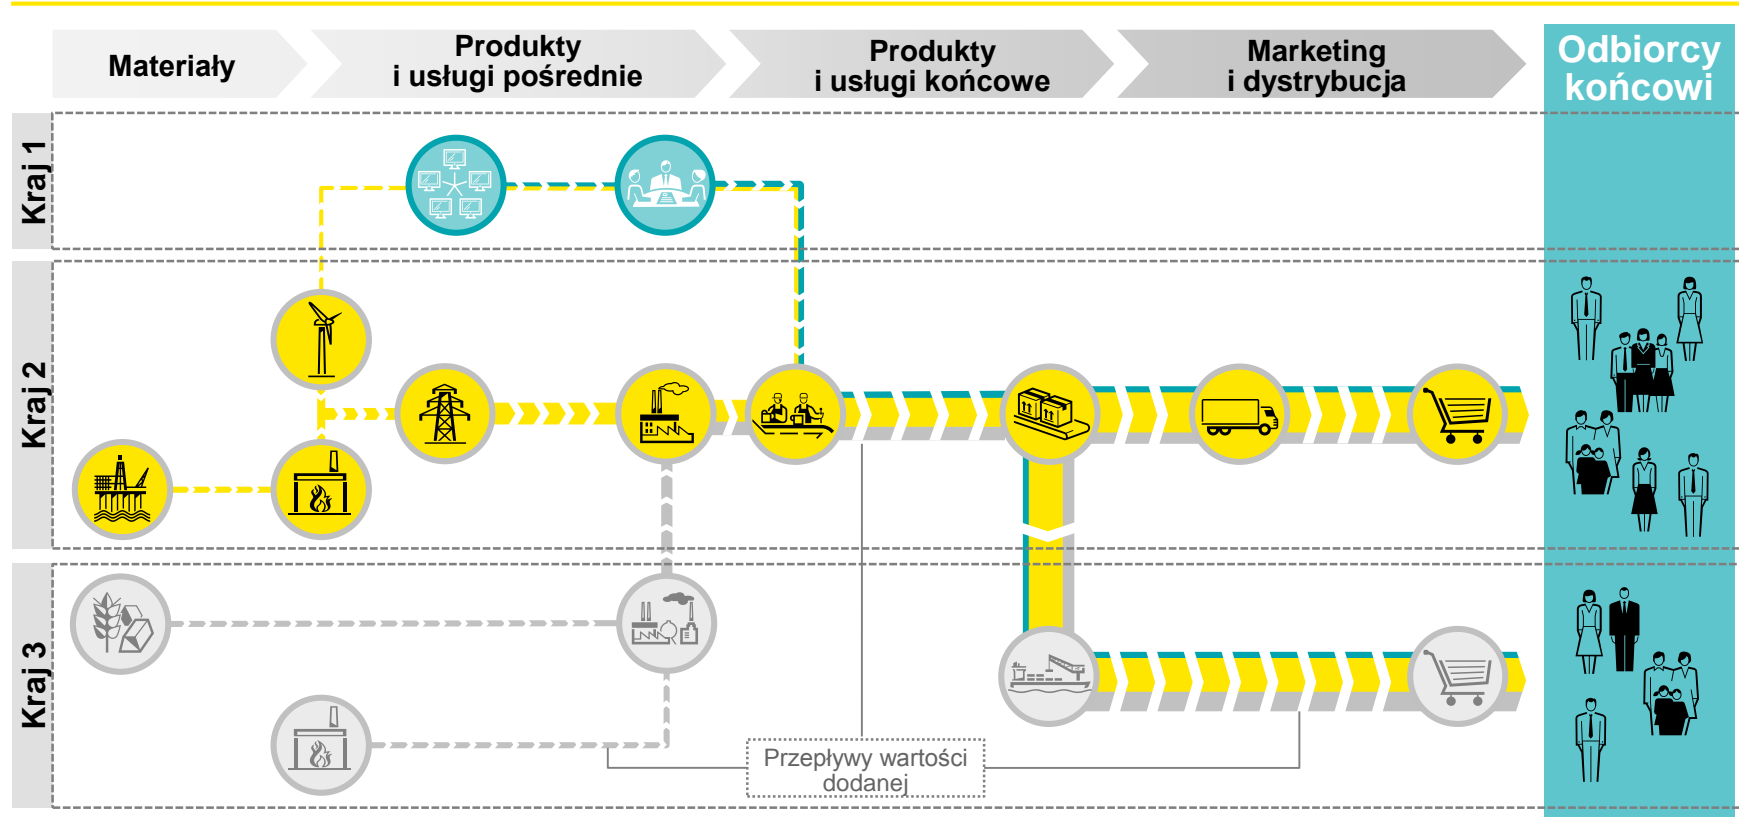 Materiały
Produkty
i usługi pośrednie
Produkty
i usługi końcowe
Marketing
i dystrybucja
Odbiorcy
końcowi
Kraj 1
Kraj 2
Kraj 3
Przepływy wartości
dodanej